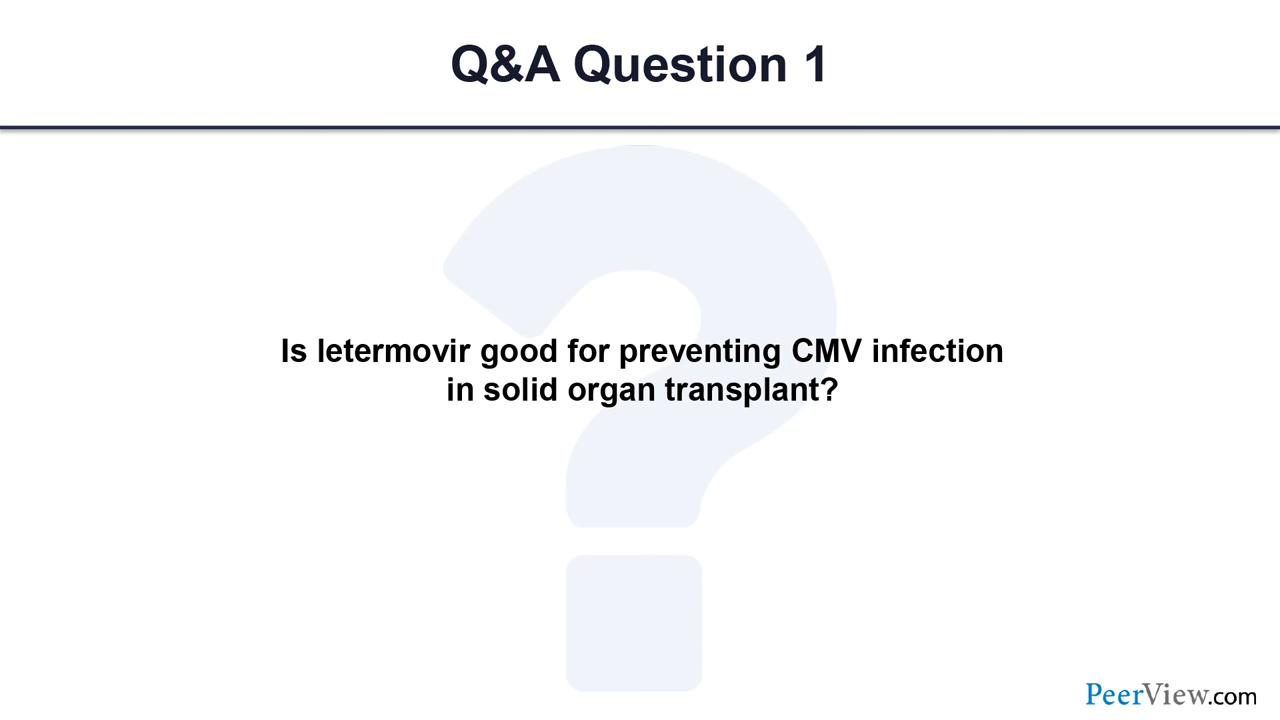 Q&A Question 1
Is letermovir good for preventing CMV infection
in solid organ transplant?
PeerView.com